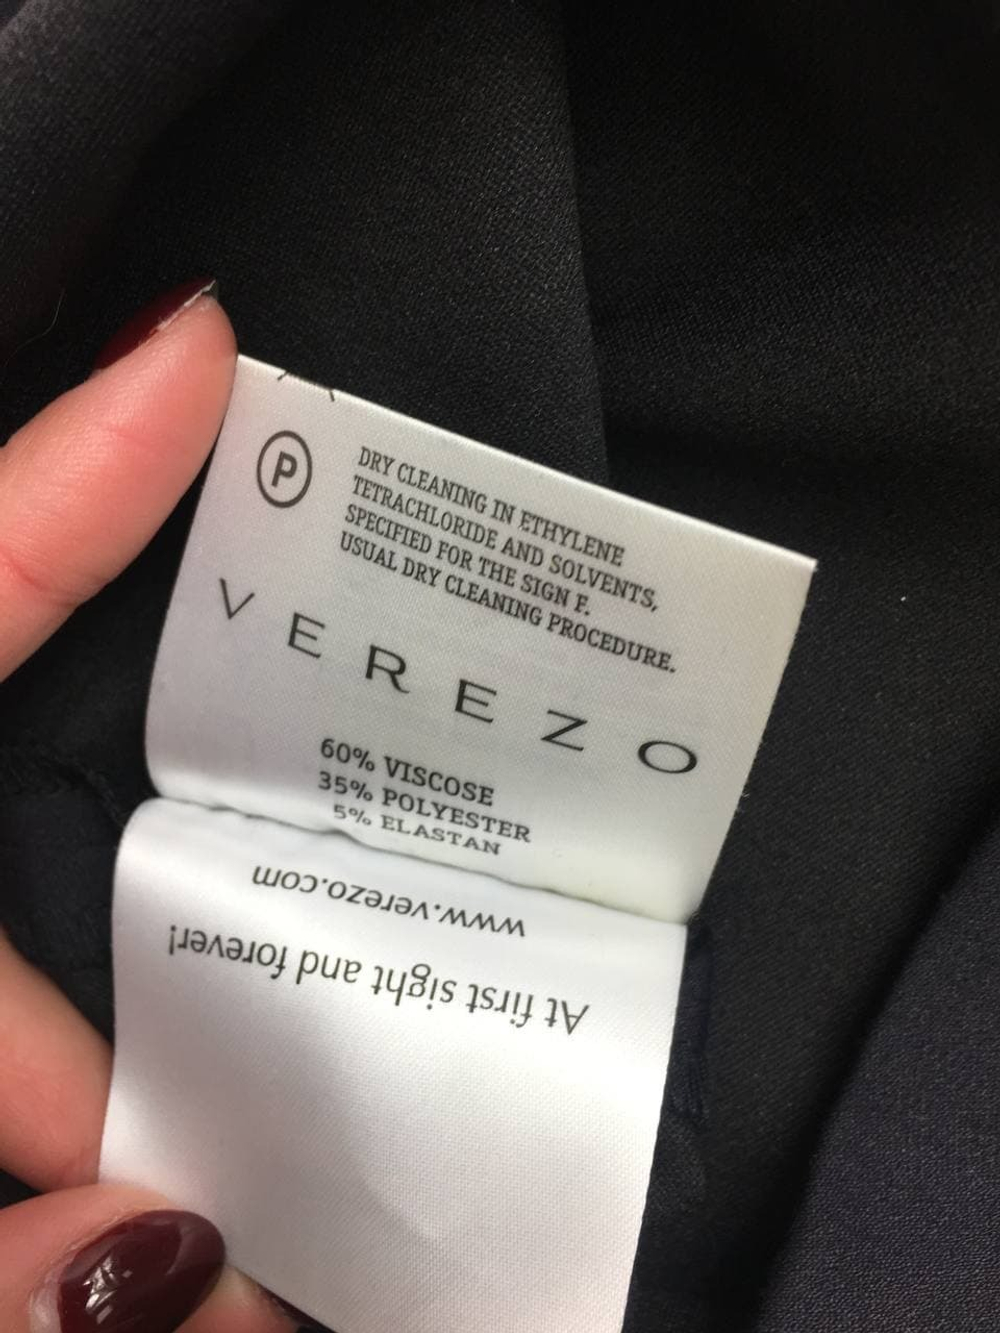 P
DRY CLEANING IN ETHYLENE
TETRACHLORIDE AND SOLVENTS,
SPECIFIED FOR THE SIGN F.
USUAL DRY CLEANING PROCEDURE.
VEREZO
60% VISCOSE
35% POLYESTER
5% ELASTAN
www.verezo.com
At first sight and forever!